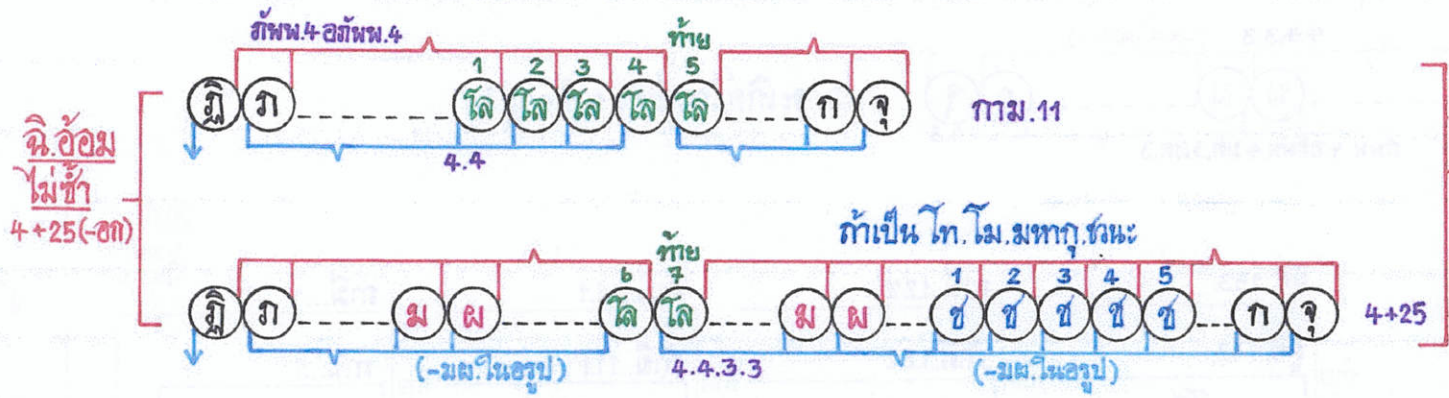 ภัพพ.4+อภัพพ.4
ท้าย
1 2 3 4 5
ฏิ ภ โล โล โล โล โล ก จุ กาม.11
4.4
ฉิ.อ้อม
ไม่ซ้ำ
4+25(-อก)
ถ้าเป็น โท.โม.มหากุ.ชวนะ
ท้าย
6 7 1 2 3 4 5
ฏิ ภ ม ผ โล โล ม ผ ช ช ช ช ช ก จุ 4+25
(-มผ.ในอรูป) 4.4.3.3 (-มผ.ในอรูป)